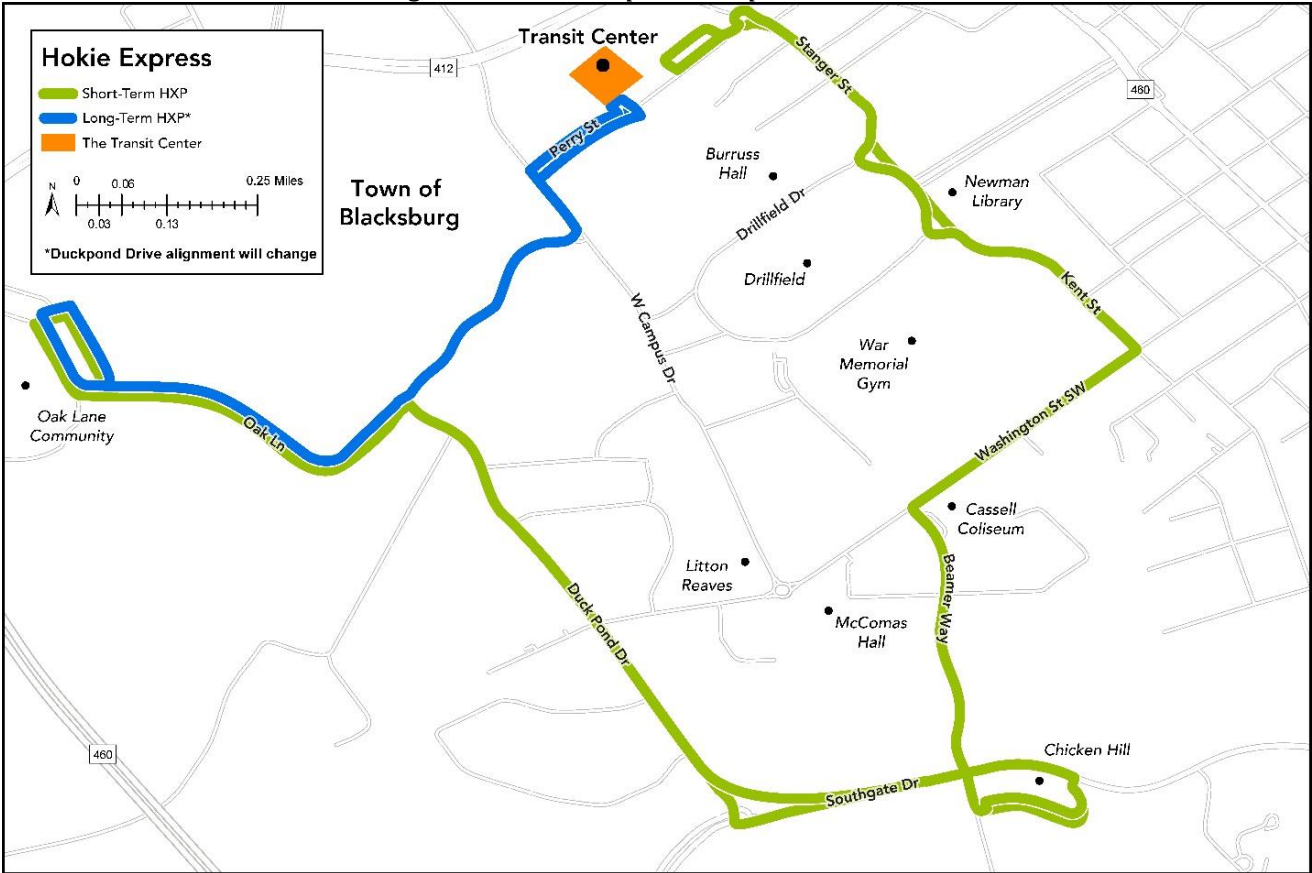 Hokie Express
Short-Term HXP
Long-Term HXP*
The Transit Center
N
0 0.06 0.25 Miles
0.03 0.13
*Duckpond Drive alignment will change
Transit Center
412
Perry St
Town of
Blacksburg
Stanger St
460
Burruss
Hall
Newman
Library
Drillfield Dr
Drillfield
Kent St
W Campus Dr
War
Memorial
Gym
Oak Lane
Community
Oak Ln
Washington St SW
Cassell
Coliseum
Litton
Reaves
Duck Pond Dr
Beamer Way
McComas
Hall
460
Chicken Hill
Southgate Dr